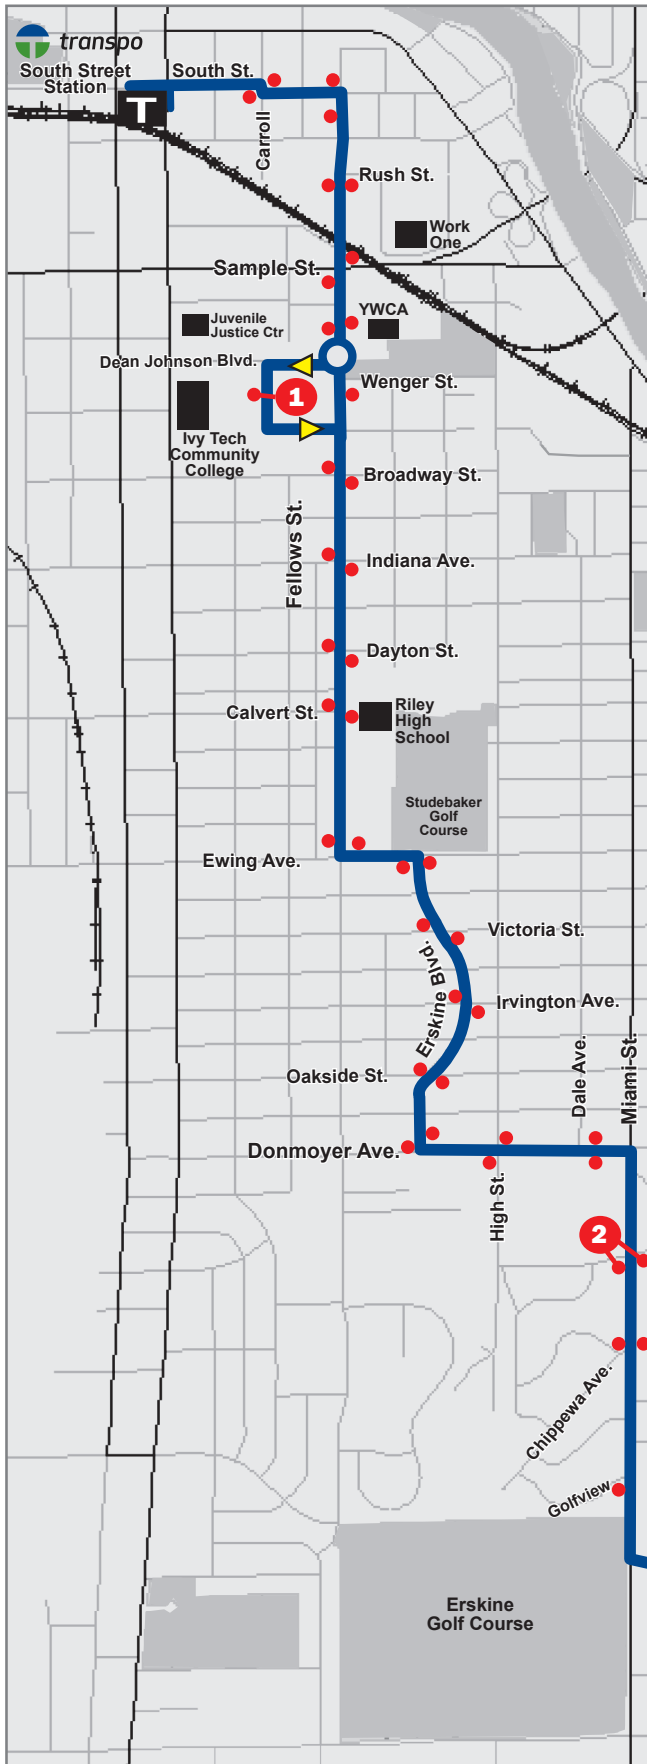 transpo
South Street
Station
T
South St.
Carroll
Rush St.
Work
One
Sample St.
YWCA
Juvenile
Justice Ctr
Dean Johnson Blvd.
Wenger St.
1
Ivy Tech
Community
College
Broadway St.
Fellows St.
Indiana Ave.
Dayton St.
Calvert St.
Riley
High
School
Studebaker
Golf
Course
Ewing Ave.
Victoria St.
Erskine Blvd.
Irvington Ave.
Oakside St.
Dale Ave.
Miami St.
Donmoyer Ave.
High St.
2
Chippewa Ave.
Golfview
Erskine
Golf Course